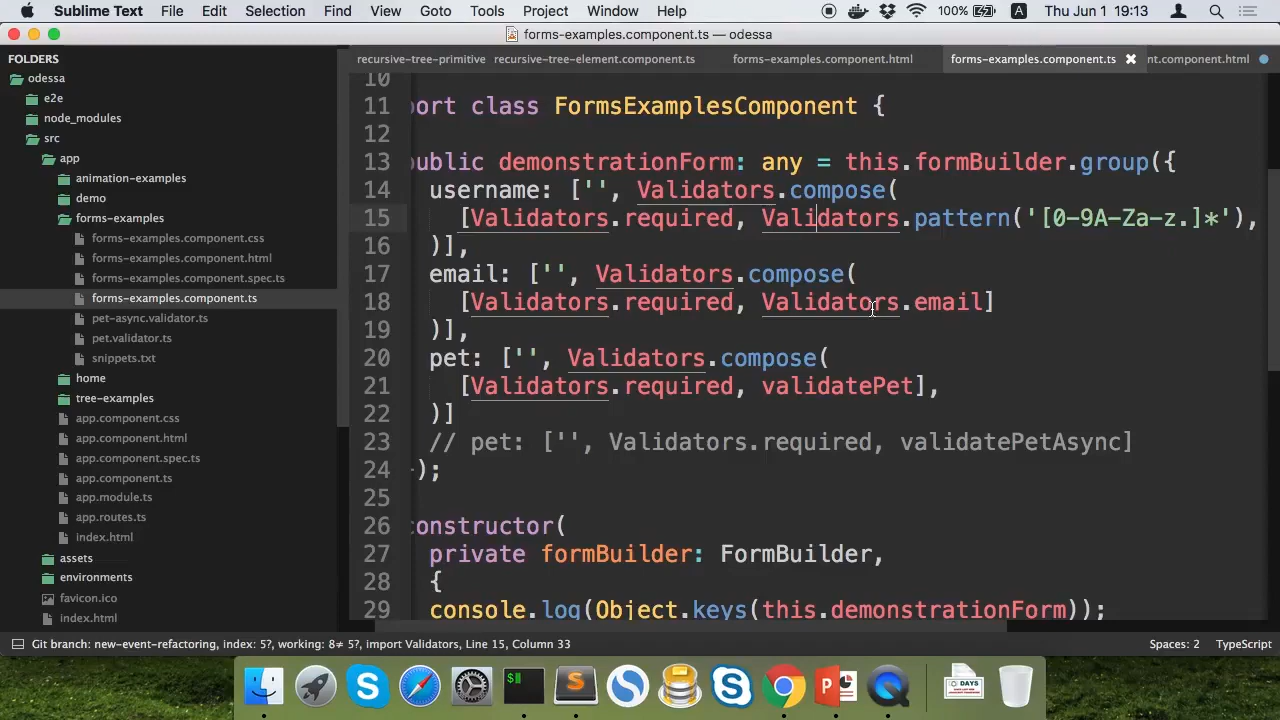 Sublime Text File Edit Selection Find View Goto Tools Project Window Help 100% A Thu Jun 1 19:13
forms-examples.component.ts — odessa
FOLDERS
odessa
e2e
node_modules
src
app
animation-examples
demo
forms-examples
forms-examples.component.css
forms-examples.component.html
forms-examples.component.spec.ts
forms-examples.component.ts
pet-async.validator.ts
pet.validator.ts
snippets.txt
home
tree-examples
app.component.css
app.component.html
app.component.spec.ts
app.component.ts
app.module.ts
app.routes.ts
index.html
assets
environments
favicon.ico
index.html
recursive-tree-primitive recursive-tree-element.component.ts forms-examples.component.html forms-examples.component.ts nt.component.html
10
11 port class FormsExamplesComponent {
12
13 public demonstrationForm: any = this.formBuilder.group({
14 username: ['', Validators.compose(
15 [Validators.required, Validators.pattern('[0-9A-Za-z.]*'),
16 )],
17 email: ['', Validators.compose(
18 [Validators.required, Validators.email]
19 )],
20 pet: ['', Validators.compose(
21 [Validators.required, validatePet],
22 )]
23 // pet: ['', Validators.required, validatePetAsync]
24 });
25
26 constructor(
27 private formBuilder: FormBuilder,
28 {
29 console.log(Object.keys(this.demonstrationForm));
Git branch: new-event-refactoring, index: 5?, working: 8≠ 5?, import Validators, Line 15, Column 33 Spaces: 2 TypeScript
$
S
S
S
S
P
DAYS